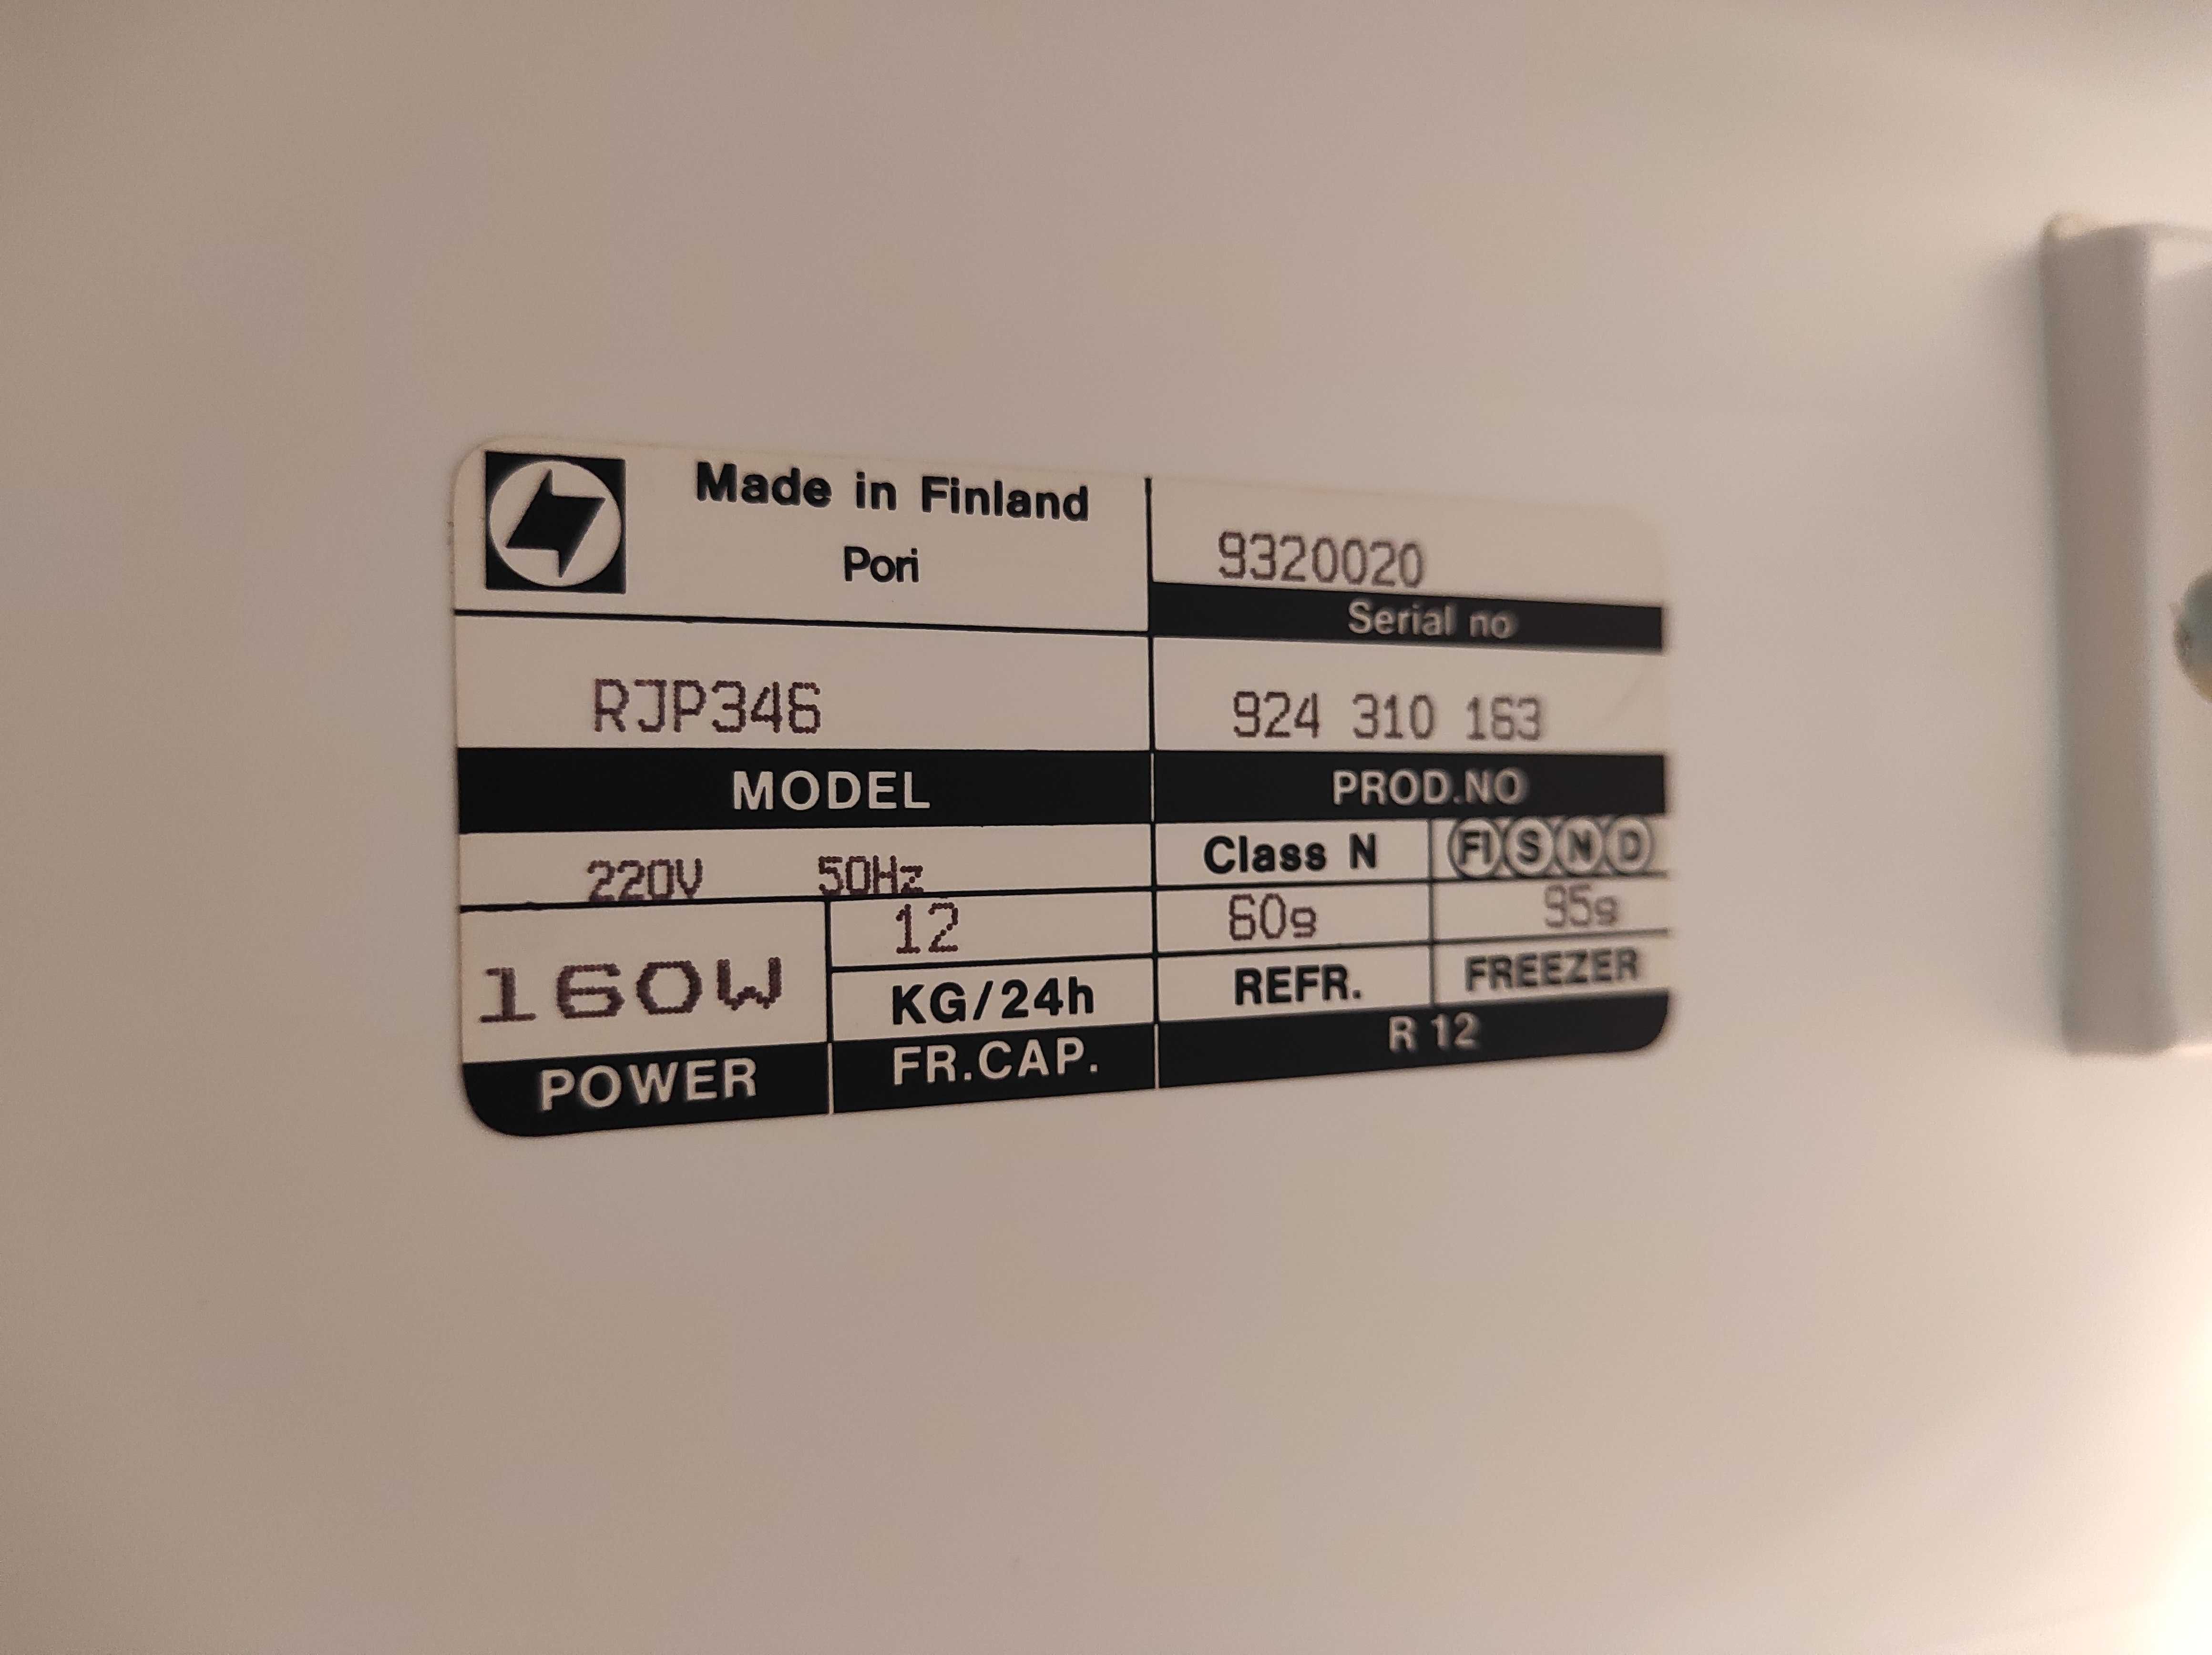 Made in Finland
Pori
9320020
Serial no
RJP346
924 310 163
MODEL
PROD.NO
220V 50Hz
Class N
FI S N D
160W
12
60g
95g
KG/24h
REFR.
FREEZER
POWER
FR.CAP.
R 12